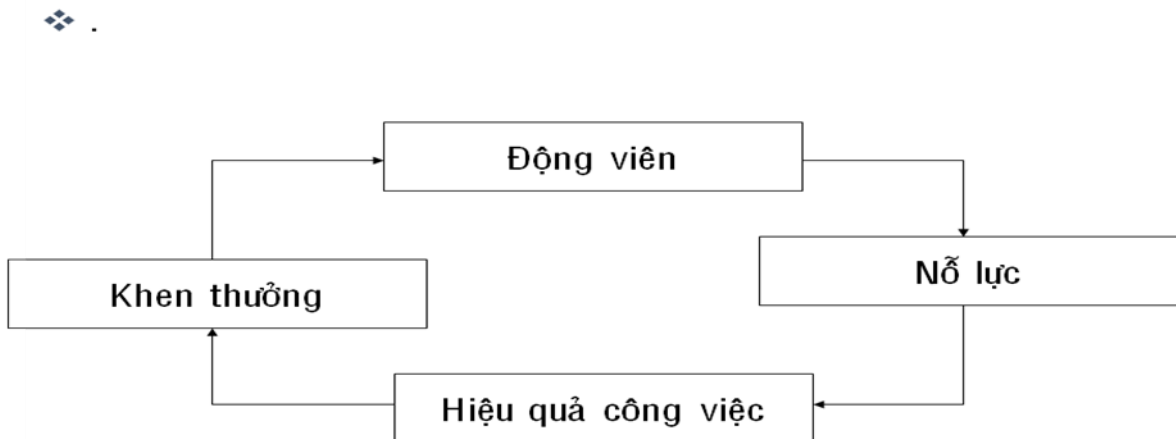 .
Động viên
Nỗ lực
Khen thưởng
Hiệu quả công việc